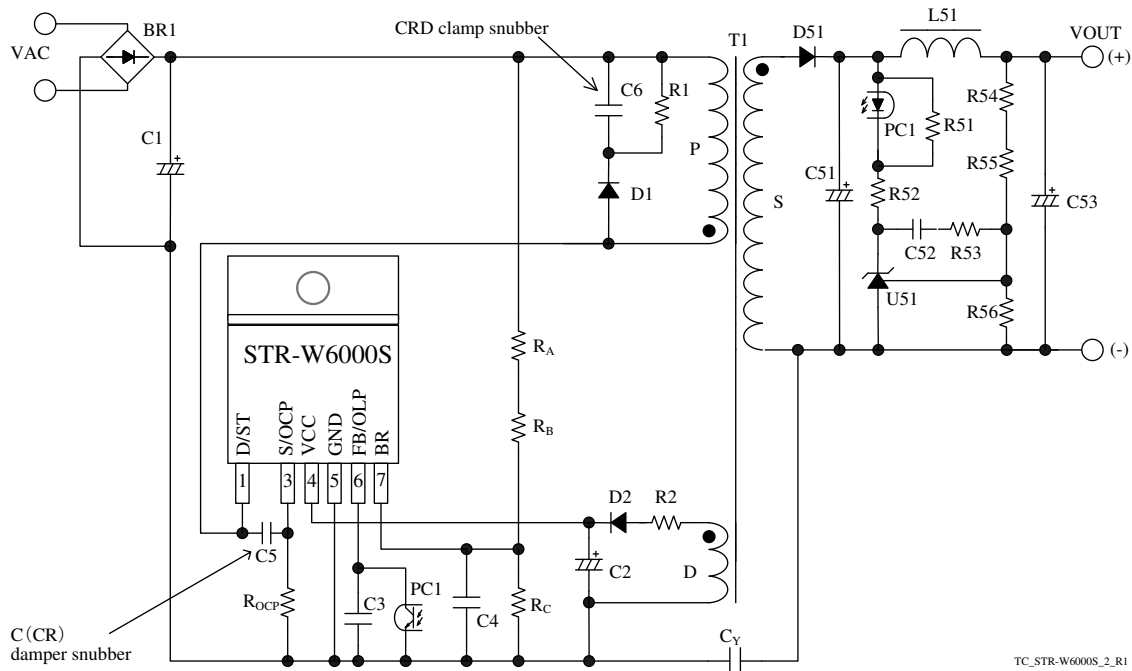 VAC
BR1
C1
CRD clamp snubber
C6
R1
D1
P
T1
S
D51
L51
VOUT
(+)
PC1
R51
R54
R55
C51
R52
C52
R53
C53
U51
R56
(-)
STR-W6000S
D/ST
S/OCP
VCC
GND
FB/OLP
BR
1
3
4
5
6
7
RA
RB
D2
R2
C5
C2
D
ROCP
C3
PC1
C4
RC
CY
C(CR)
damper snubber
TC_STR-W6000S_2_R1